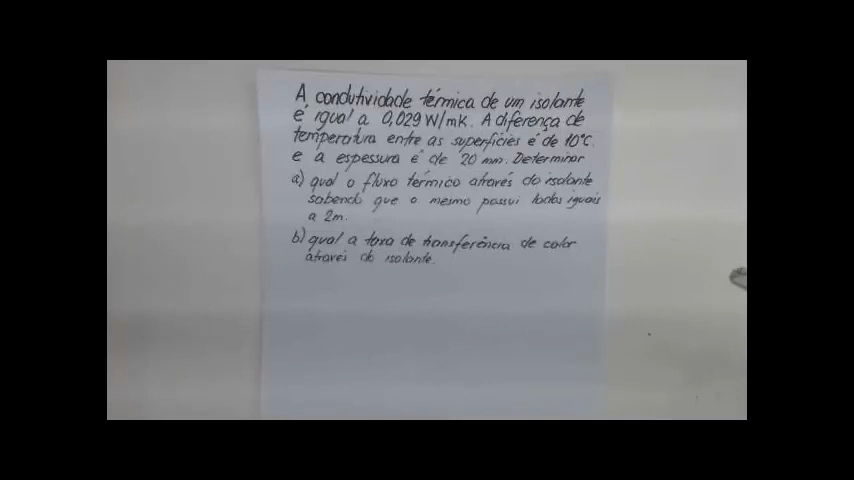 A condutividade térmica de um isolante
é igual a 0,029 W/mK. A diferença de
temperatura entre as superfícies é de 10°C.
e a espessura é de 20 mm. Determinar
a) qual o fluxo térmico através do isolante
sabendo que o mesmo possui lados iguais
a 2m.
b) qual a taxa de transferência de calor
através do isolante.